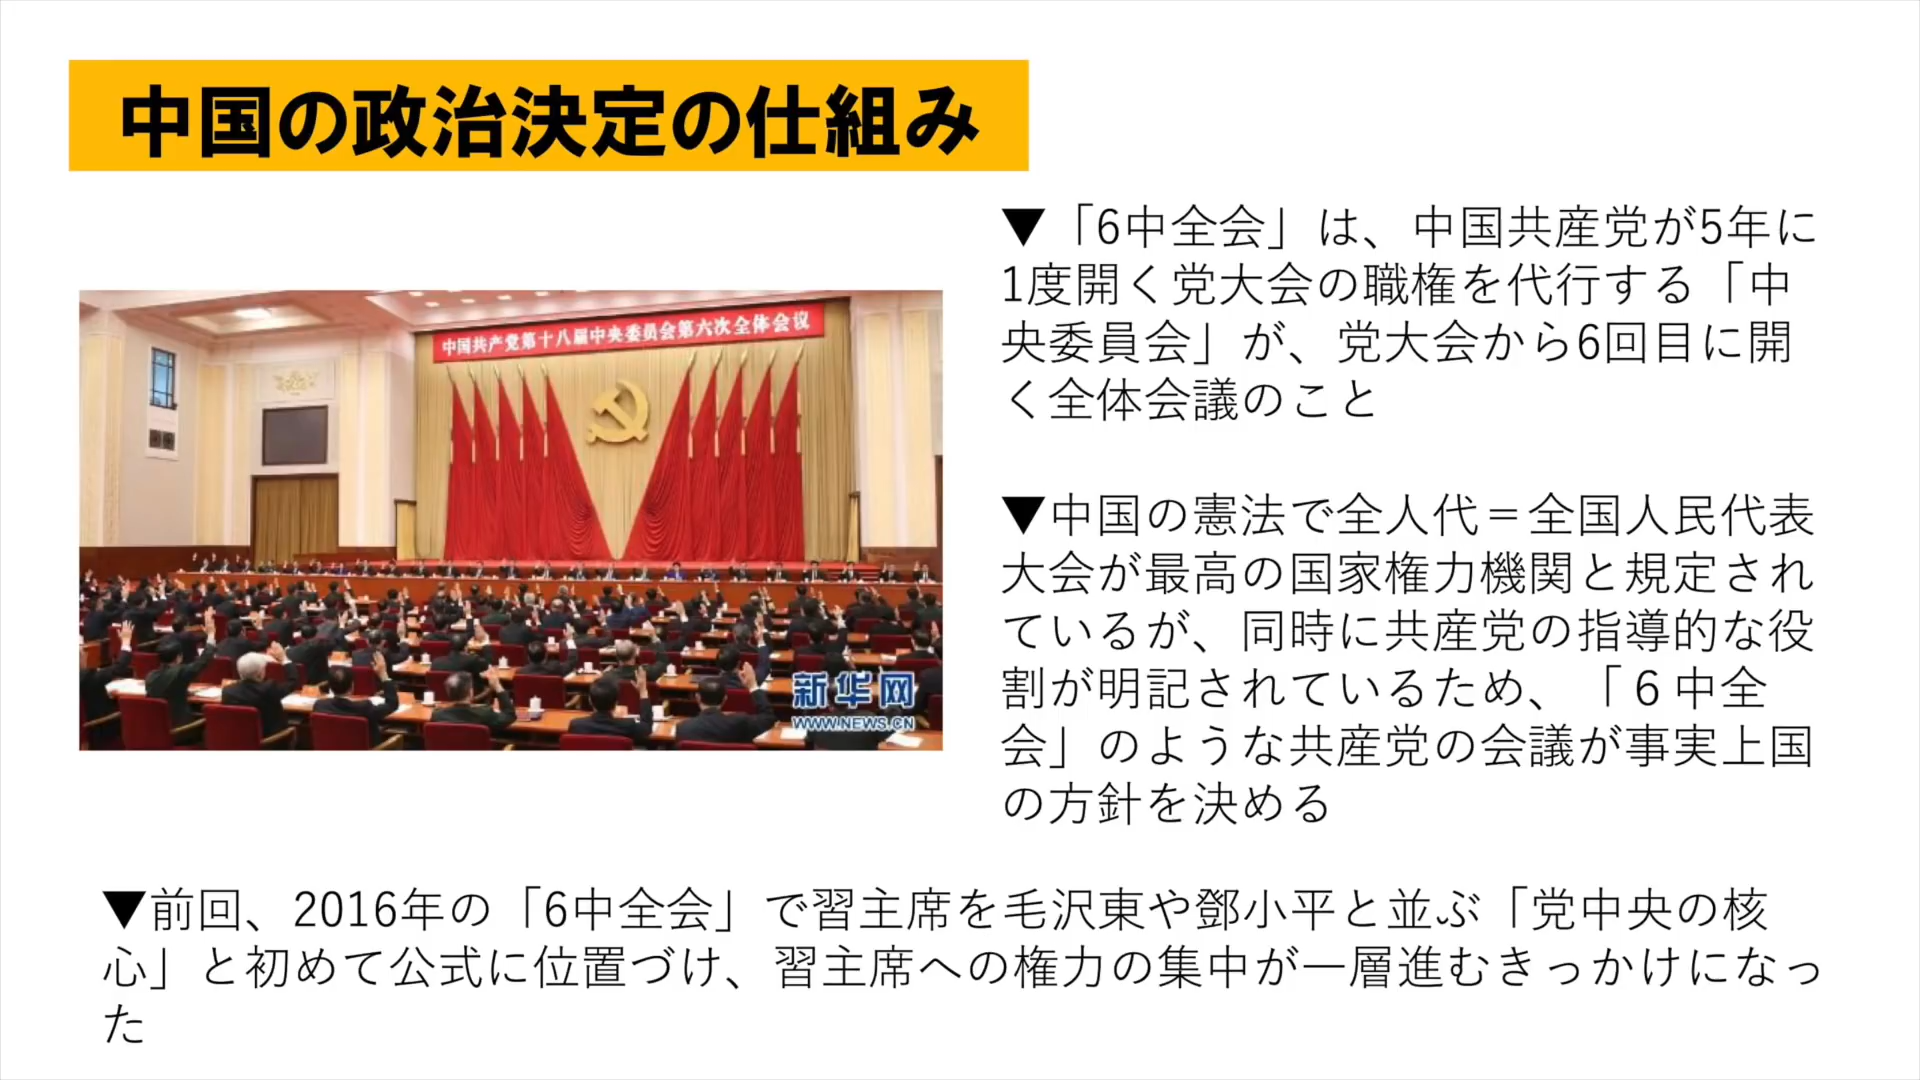 中国の政治決定の仕組み
中国共产党第十八届中央委员会第六次全体会议
新华网
WWW.NEWS.CN
▼「6中全会」は、中国共産党が5年に
1度開く党大会の職権を代行する「中
央委員会」が、党大会から6回目に開
く全体会議のこと
▼中国の憲法で全人代＝全国人民代表
大会が最高の国家権力機関と規定され
ているが、同時に共産党の指導的な役
割が明記されているため、「６中全
会」のような共産党の会議が事実上国
の方針を決める
▼前回、2016年の「6中全会」で習主席を毛沢東や鄧小平と並ぶ「党中央の核
心」と初めて公式に位置づけ、習主席への権力の集中が一層進むきっかけになっ
た